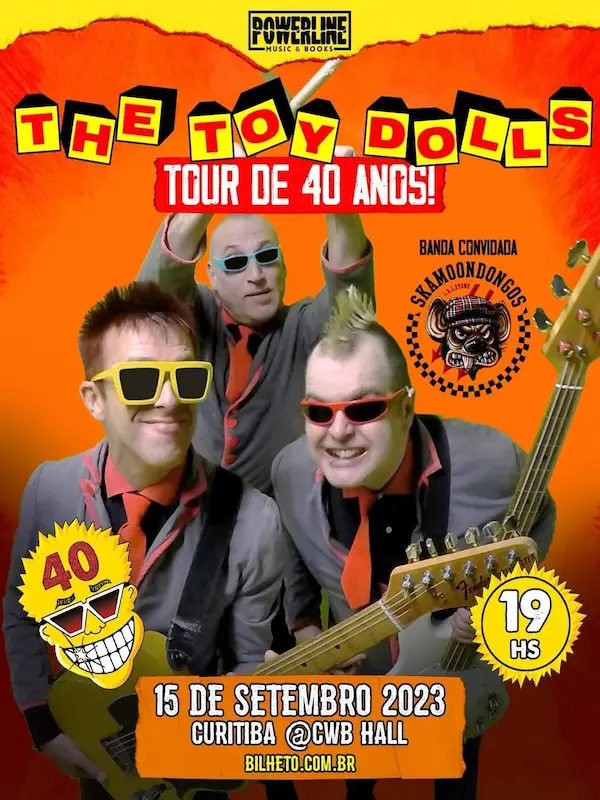 POWERLINE
MUSIC & BOOKS
THE TOY DOLLS
TOUR DE 40 ANOS!
BANDA CONVIDADA
SKAMOONDONGOS
40
Fender
19
HS
15 DE SETEMBRO 2023
CURITIBA @CWB HALL
BILHETO.COM.BR